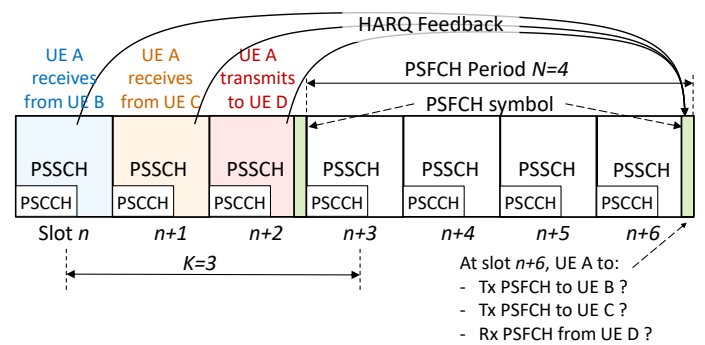 HARQ Feedback
UE A
receives
from UE B
UE A
receives
from UE C
UE A
transmits
to UE D
PSFCH Period N=4
PSFCH symbol
PSSCH
PSSCH
PSSCH
PSSCH
PSSCH
PSSCH
PSSCH
PSCCH
PSCCH
PSCCH
PSCCH
PSCCH
PSCCH
PSCCH
Slot n
n+1
n+2
n+3
n+4
n+5
n+6
K=3
At slot n+6, UE A to:
- Tx PSFCH to UE B ?
- Tx PSFCH to UE C ?
- Rx PSFCH from UE D ?